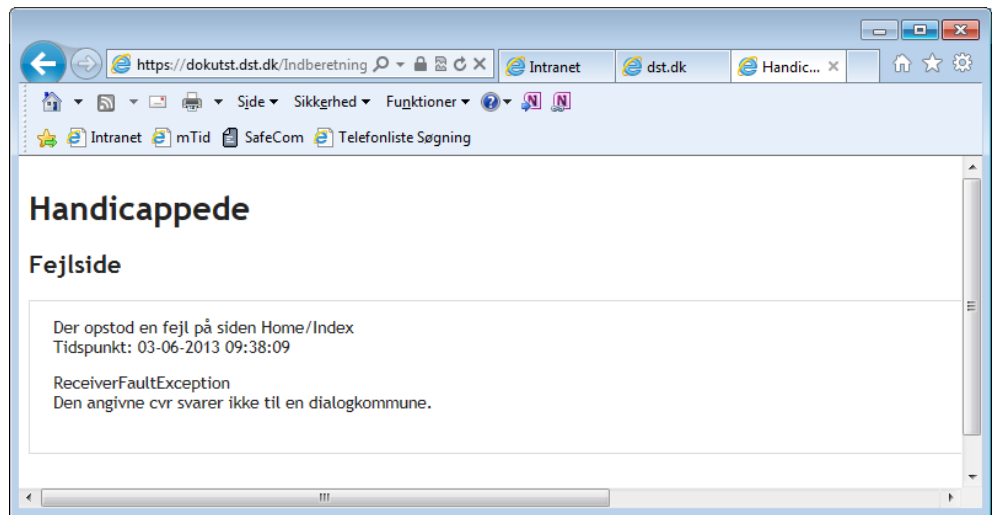 https://dokutst.dst.dk/Indberetning
Intranet
dst.dk
Handic...
Side Sikkerhed Funktioner
Intranet mTid SafeCom Telefonliste Søgning
Handicappede
Fejlside
Der opstod en fejl på siden Home/Index
Tidspunkt: 03-06-2013 09:38:09
ReceiverFaultException
Den angivne cvr svarer ikke til en dialogkommune.